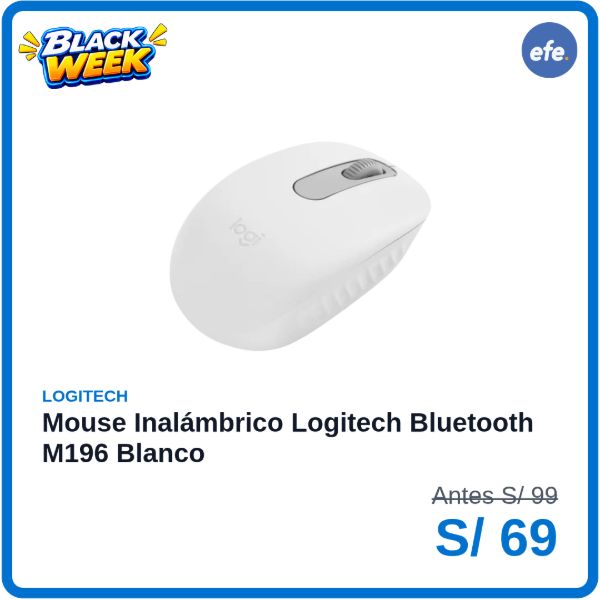 BLACK
WEEK
efe.
logi
LOGITECH
Mouse Inalámbrico Logitech Bluetooth
M196 Blanco
Antes S/ 99
S/ 69